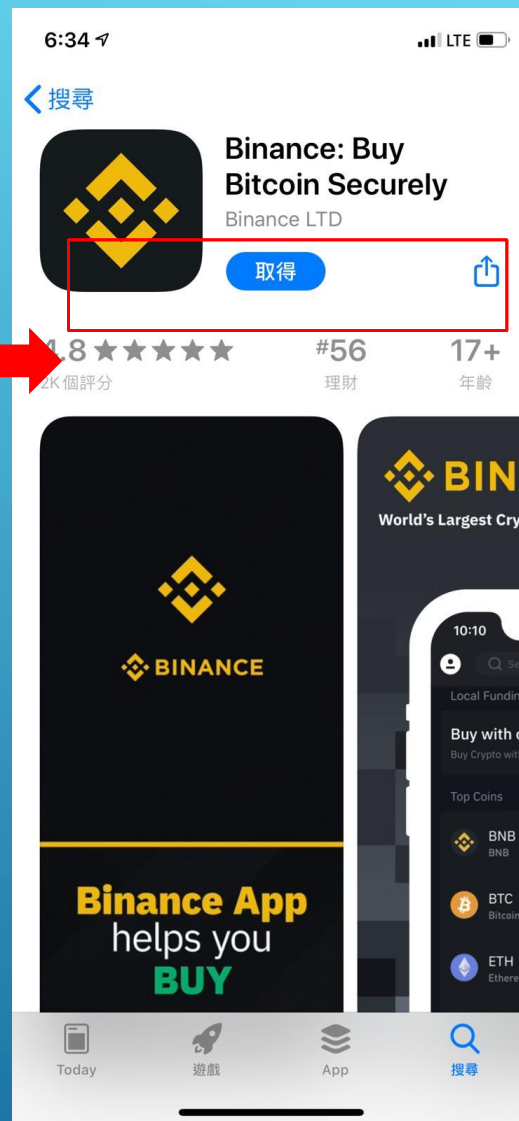 6:34
LTE
搜尋
Binance: Buy
Bitcoin Securely
Binance LTD
取得
.8
#56
17+
2K個評分
理財
年齡
BIN
World's Largest Cry
BINANCE
10:10
Local Fundin
Buy with
Buy Crypto wit
Top Coins
BNB
BNB
BTC
Bitcoin
ETH
Ethere
Binance App
helps you
BUY
Today
遊戲
App
搜尋